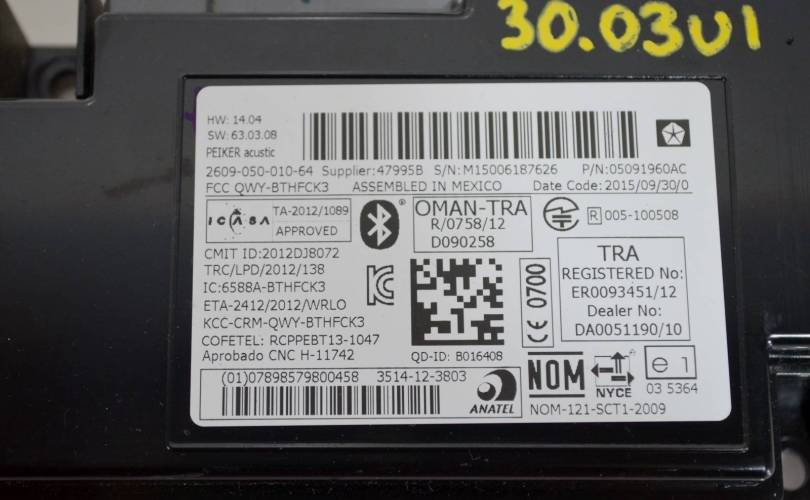 30.03UI
HW: 14.04
SW: 63.03.08
PEIKER acustic
2609-050-010-64 Supplier:47995B S/N:M15006187626 P/N:05091960AC
FCC QWY-BTHFCK3 ASSEMBLED IN MEXICO Date Code:2015/09/30/0
ICASA
TA-2012/1089
APPROVED
OMAN-TRA
R/0758/12
D090258
R 005-100508
CMIT ID:2012DJ8072
TRC/LPD/2012/138
IC:6588A-BTHFCK3
ETA-2412/2012/WRLO
KCC-CRM-QWY-BTHFCK3
COFETEL: RCPPEBT13-1047
Aprobado CNC H-11742
QD-ID: B016408
CE 0700
TRA
REGISTERED No:
ER0093451/12
Dealer No:
DA0051190/10
(01)07898579800458 3514-12-3803
ANATEL
NOM
NYCE
e 1
03 5364
NOM-121-SCT1-2009